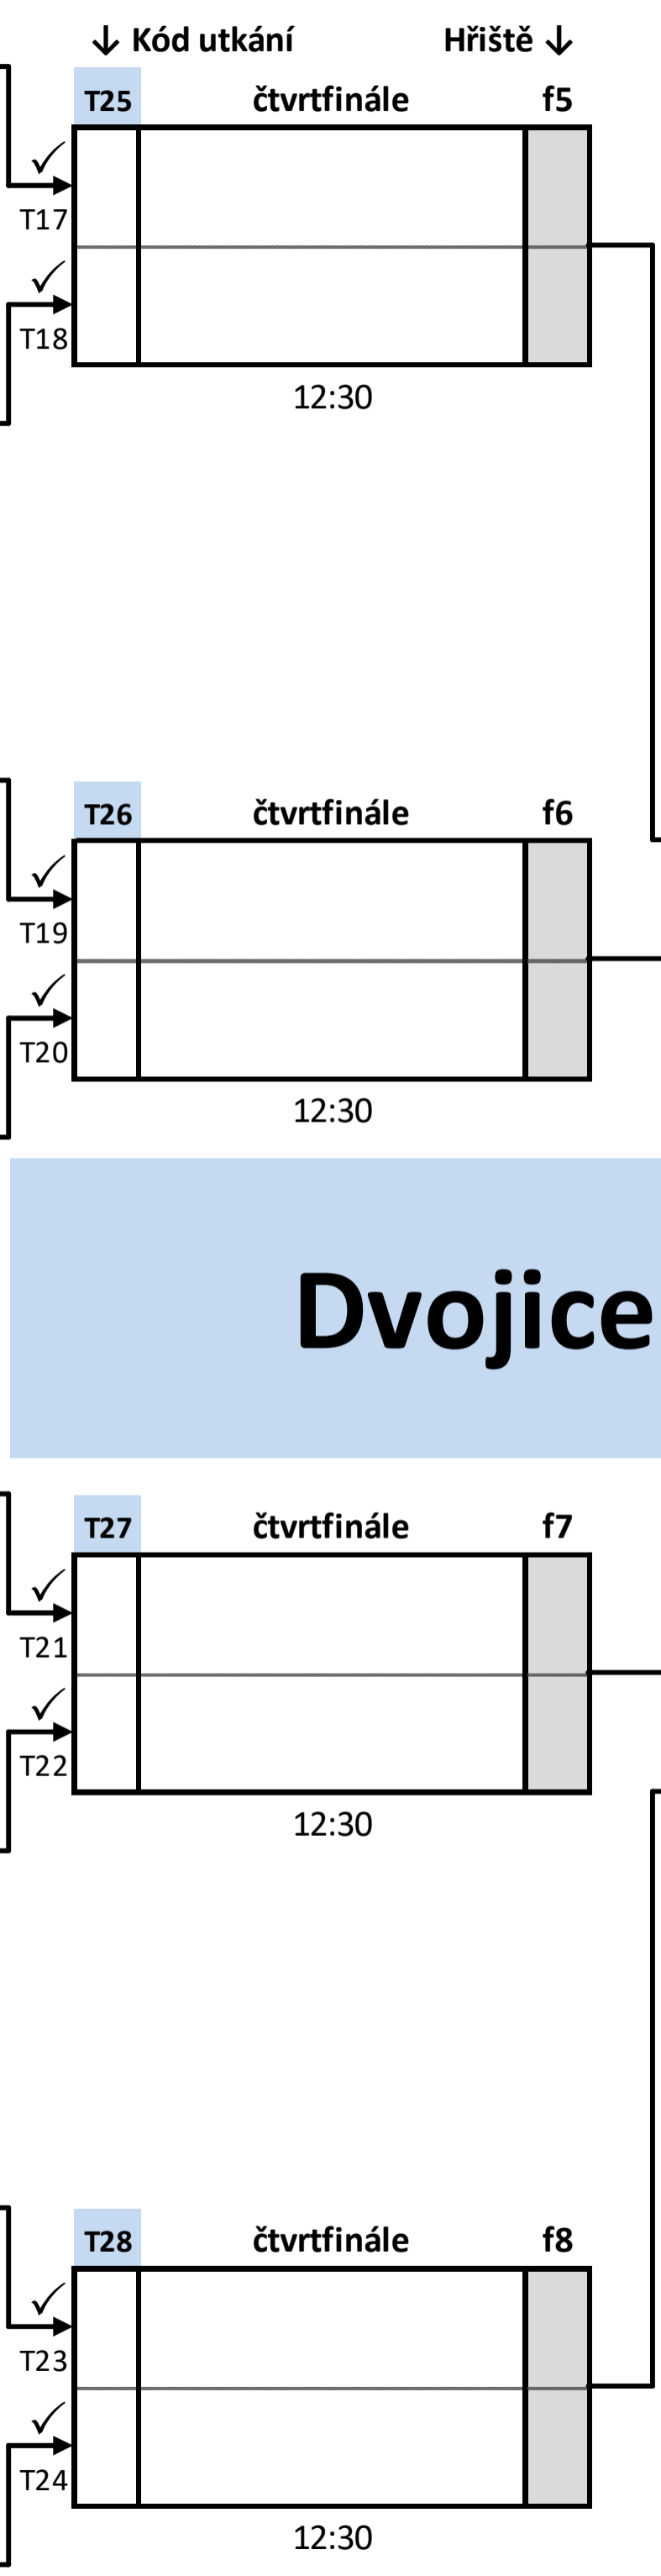 ↓ Kód utkání Hřiště ↓
T25 čtvrtfinále f5
✓
T17
✓
T18
12:30
T26 čtvrtfinále f6
✓
T19
✓
T20
12:30
Dvojice
T27 čtvrtfinále f7
✓
T21
✓
T22
12:30
T28 čtvrtfinále f8
✓
T23
✓
T24
12:30